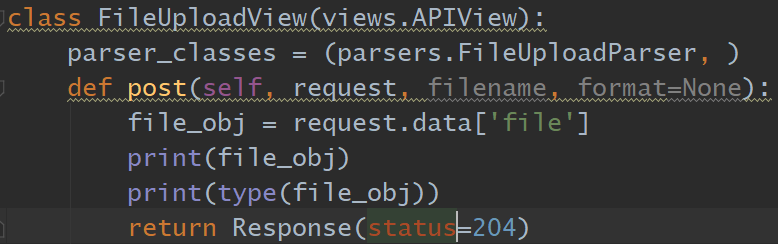 class FileUploadView(views.APIView):
    parser_classes = (parsers.FileUploadParser, )
    def post(self, request, filename, format=None):
        file_obj = request.data['file']
        print(file_obj)
        print(type(file_obj))
        return Response(status=204)